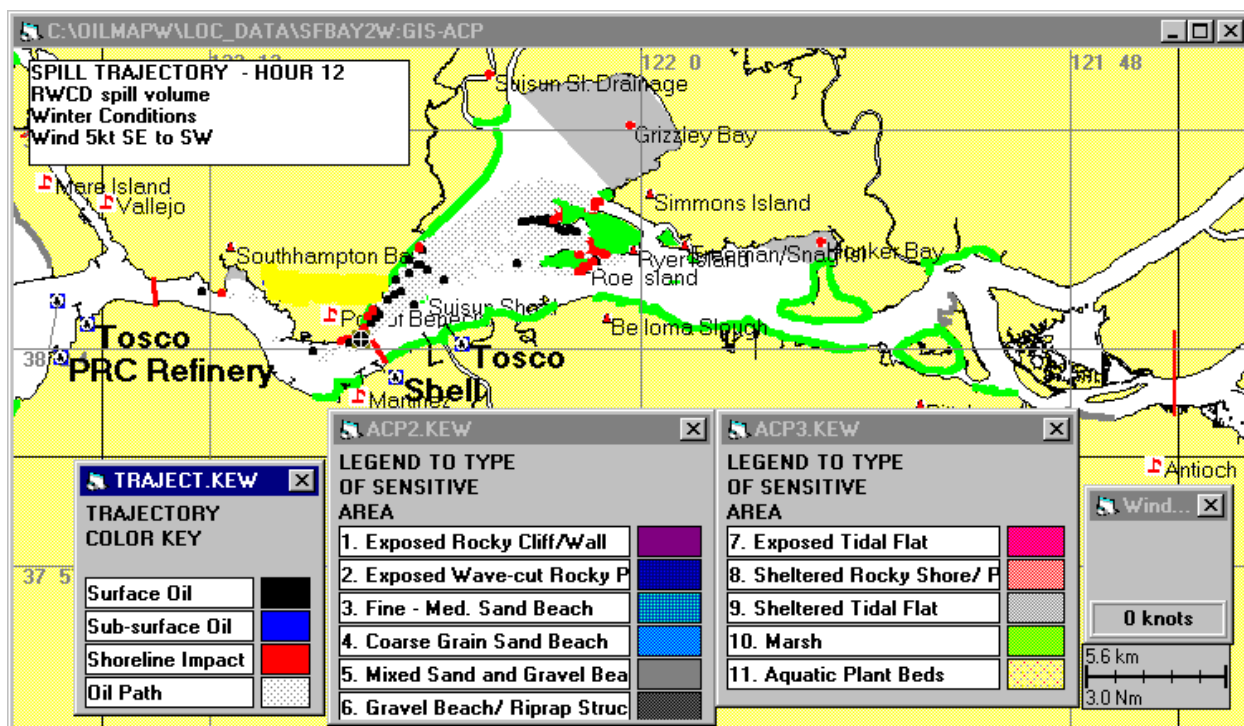 C:\OILMAPW\LOC_DATA\SFBAY2W:GIS-ACP
122 0
121 48
SPILL TRAJECTORY - HOUR 12
RWCD spill volume
Winter Conditions
Wind 5kt SE to SW
Suisun Sl. Drainage
Grizzley Bay
Mare Island
Vallejo
Simmons Island
Southhampton Ba
Honker Bay
Ryer Island
Roe Island
Suisun Shoal
Belloma Slough
Tosco
Tosco
38
PRC Refinery
Shell
Martinez
Antioch
37 5
TRAJECT.KEW
TRAJECTORY
COLOR KEY
Surface Oil
Sub-surface Oil
Shoreline Impact
Oil Path
ACP2.KEW
LEGEND TO TYPE
OF SENSITIVE
AREA
1. Exposed Rocky Cliff/Wall
2. Exposed Wave-cut Rocky P
3. Fine - Med. Sand Beach
4. Coarse Grain Sand Beach
5. Mixed Sand and Gravel Bea
6. Gravel Beach/ Riprap Struc
ACP3.KEW
LEGEND TO TYPE
OF SENSITIVE
AREA
7. Exposed Tidal Flat
8. Sheltered Rocky Shore/ P
9. Sheltered Tidal Flat
10. Marsh
11. Aquatic Plant Beds
Wind...
0 knots
5.6 km
3.0 Nm